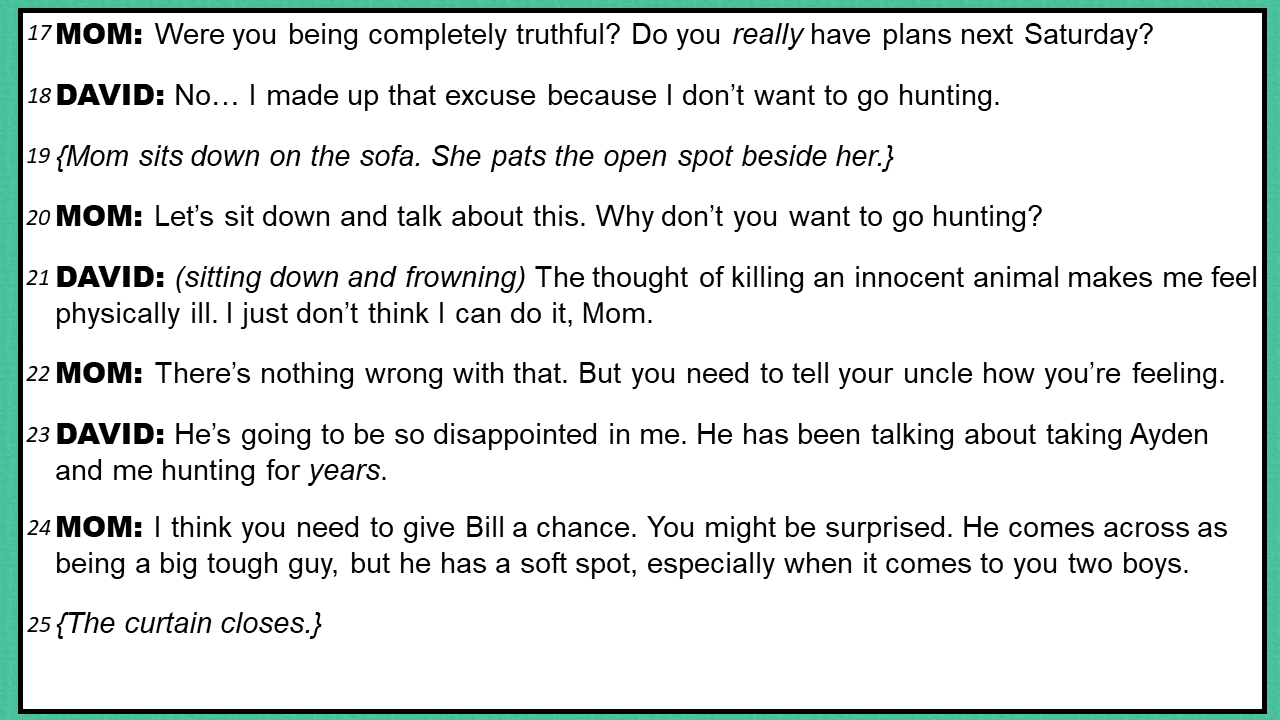 17 MOM: Were you being completely truthful? Do you really have plans next Saturday?
18 DAVID: No… I made up that excuse because I don’t want to go hunting.
19 {Mom sits down on the sofa. She pats the open spot beside her.}
20 MOM: Let’s sit down and talk about this. Why don’t you want to go hunting?
21 DAVID: (sitting down and frowning) The thought of killing an innocent animal makes me feel
physically ill. I just don’t think I can do it, Mom.
22 MOM: There’s nothing wrong with that. But you need to tell your uncle how you’re feeling.
23 DAVID: He’s going to be so disappointed in me. He has been talking about taking Ayden
and me hunting for years.
24 MOM: I think you need to give Bill a chance. You might be surprised. He comes across as
being a big tough guy, but he has a soft spot, especially when it comes to you two boys.
25 {The curtain closes.}